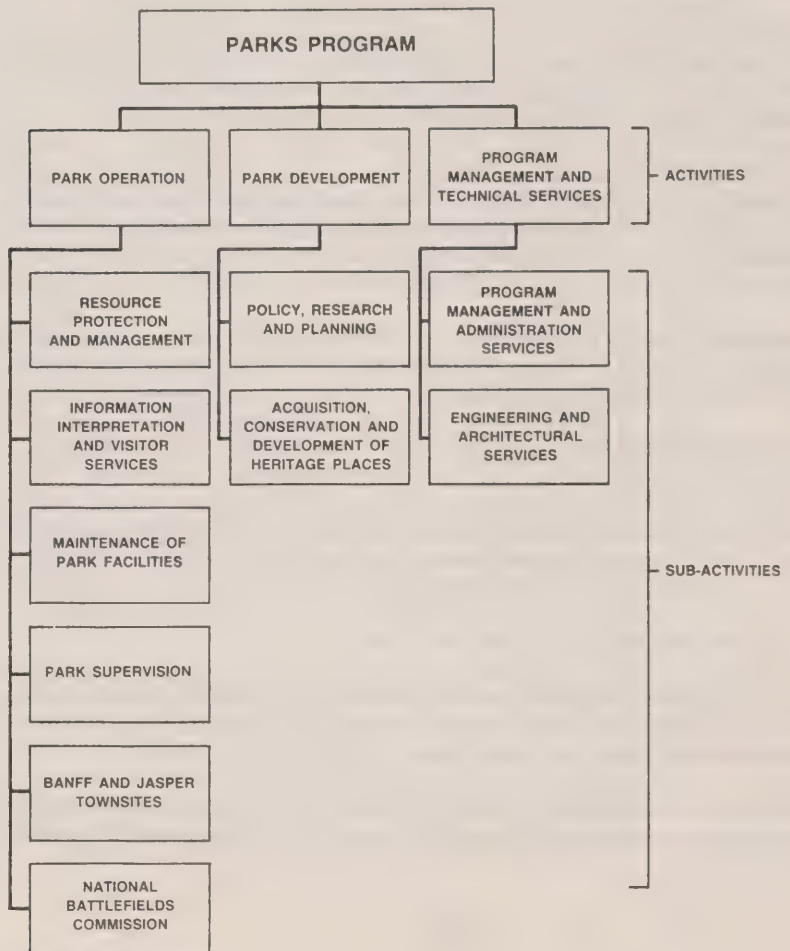 PARKS PROGRAM
PARK OPERATION
PARK DEVELOPMENT
PROGRAM
MANAGEMENT AND
TECHNICAL SERVICES
ACTIVITIES
RESOURCE
PROTECTION
AND MANAGEMENT
POLICY, RESEARCH
AND PLANNING
PROGRAM
MANAGEMENT AND
ADMINISTRATION
SERVICES
INFORMATION
INTERPRETATION
AND VISITOR
SERVICES
ACQUISITION,
CONSERVATION AND
DEVELOPMENT OF
HERITAGE PLACES
ENGINEERING AND
ARCHITECTURAL
SERVICES
MAINTENANCE OF
PARK FACILITIES
SUB-ACTIVITIES
PARK SUPERVISION
BANFF AND JASPER
TOWNSITES
NATIONAL
BATTLEFIELDS
COMMISSION